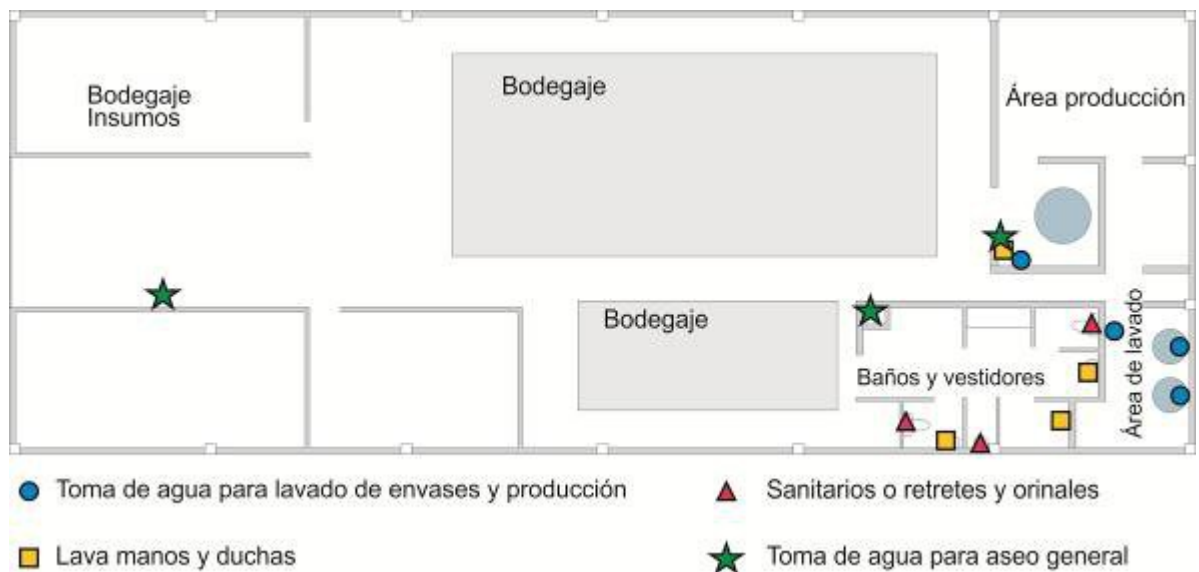 Bodegaje
Insumos
Bodegaje
Área producción
Bodegaje
Baños y vestidores
Área de lavado
Toma de agua para lavado de envases y producción
Sanitarios o retretes y orinales
Lava manos y duchas
Toma de agua para aseo general